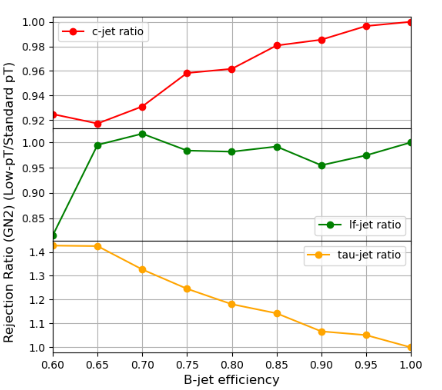 Rejection Ratio (GN2) (Low-pT/Standard pT)
1.00
0.98
0.96
0.94
0.92
c-jet ratio
1.00
0.95
0.90
0.85
lf-jet ratio
1.4
1.3
1.2
1.1
1.0
tau-jet ratio
0.60 0.65 0.70 0.75 0.80 0.85 0.90 0.95 1.00
B-jet efficiency